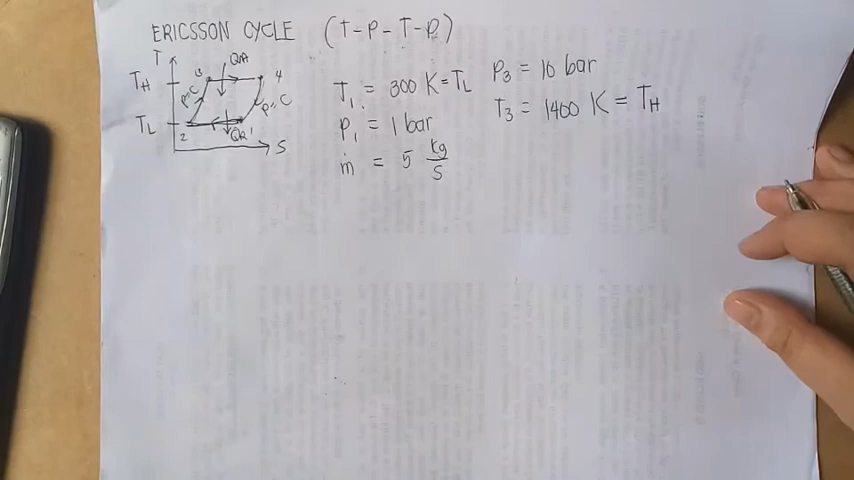 ERICSSON CYCLE (T-P-T-P)
T
3 QA 4
TH
P=C P=C
TL
2 QR 1
S
T1 = 300 K = TL
P1 = 1 bar
ṁ = 5 kg/s
P3 = 10 bar
T3 = 1400 K = TH